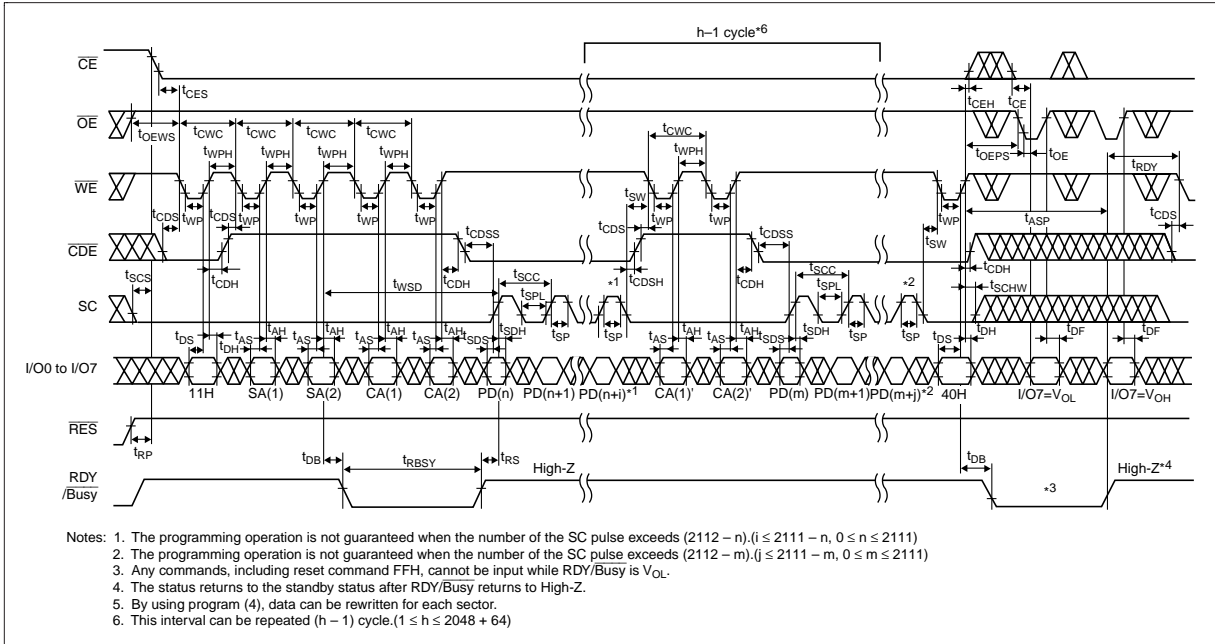 h–1 cycle*6
CE
tCES
tCEH tCE
OE
tOEWS tCWC tCWC tCWC tCWC tCWC
tWPH tWPH tWPH tWPH tWPH
tOEPS tOE
tRDY
WE
tCDS tWP tCDS tWP tWP tWP tWP tSW tWP tWP tWP tASP tCDS
CDE
tCDH tCDSS tCDS tCDSS tSW
tSCS tWSD tCDH tSCC tCDSH *1 tCDH tSCC *2 tCDH
tSPL tSPL tSCHW
SC
tDS tDH tAS tAH tAS tAH tAS tAH tAS tAH tSDS tSDH tSP tSP tAS tAH tAS tAH tSDS tSDH tSP tSP tDS tDH tDF tDF
I/O0 to I/O7
11H SA(1) SA(2) CA(1) CA(2) PD(n) PD(n+1) PD(n+i)*1 CA(1)' CA(2)' PD(m) PD(m+1) PD(m+j)*2 40H I/O7=VOL I/O7=VOH
RES
tRP
tDB tRBSY tRS tDB
RDY
/Busy
High-Z *3 High-Z*4
Notes: 1. The programming operation is not guaranteed when the number of the SC pulse exceeds (2112 – n).(i ≤ 2111 – n, 0 ≤ n ≤ 2111)
2. The programming operation is not guaranteed when the number of the SC pulse exceeds (2112 – m).(j ≤ 2111 – m, 0 ≤ m ≤ 2111)
3. Any commands, including reset command FFH, cannot be input while RDY/Busy is VOL.
4. The status returns to the standby status after RDY/Busy returns to High-Z.
5. By using program (4), data can be rewritten for each sector.
6. This interval can be repeated (h – 1) cycle.(1 ≤ h ≤ 2048 + 64)